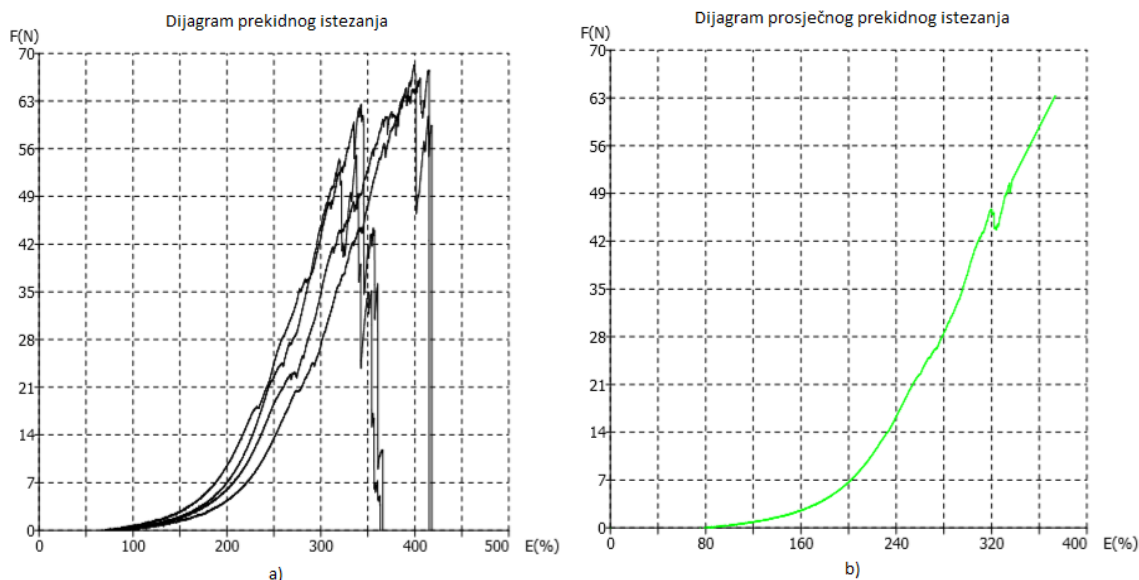 Dijagram prekidnog istezanja
F(N)
70
63
56
49
42
35
28
21
14
7
0
0 100 200 300 400 500 E(%)
a)
Dijagram prosječnog prekidnog istezanja
F(N)
70
63
56
49
42
35
28
21
14
7
0
0 80 160 240 320 400 E(%)
b)